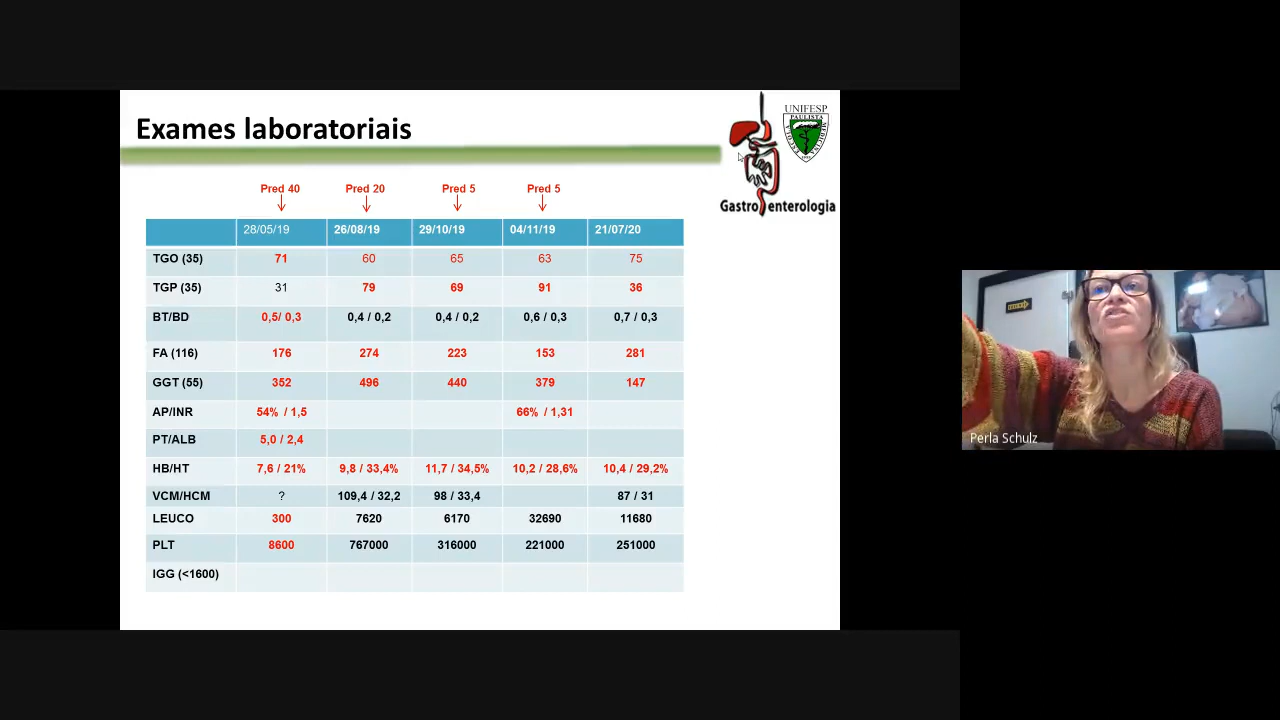 Exames laboratoriais
UNIFESP
PAULISTA
Gastroenterologia
Pred 40 Pred 20 Pred 5 Pred 5
28/05/19 26/08/19 29/10/19 04/11/19 21/07/20
TGO (35) 71 60 65 63 75
TGP (35) 31 79 69 91 36
BT/BD 0,5/ 0,3 0,4 / 0,2 0,4 / 0,2 0,6 / 0,3 0,7 / 0,3
FA (116) 176 274 223 153 281
GGT (55) 352 496 440 379 147
AP/INR 54% / 1,5 66% / 1,31
PT/ALB 5,0 / 2,4
HB/HT 7,6 / 21% 9,8 / 33,4% 11,7 / 34,5% 10,2 / 28,6% 10,4 / 29,2%
VCM/HCM ? 109,4 / 32,2 98 / 33,4 87 / 31
LEUCO 300 7620 6170 32690 11680
PLT 8600 767000 316000 221000 251000
IGG (<1600)
Perla Schulz